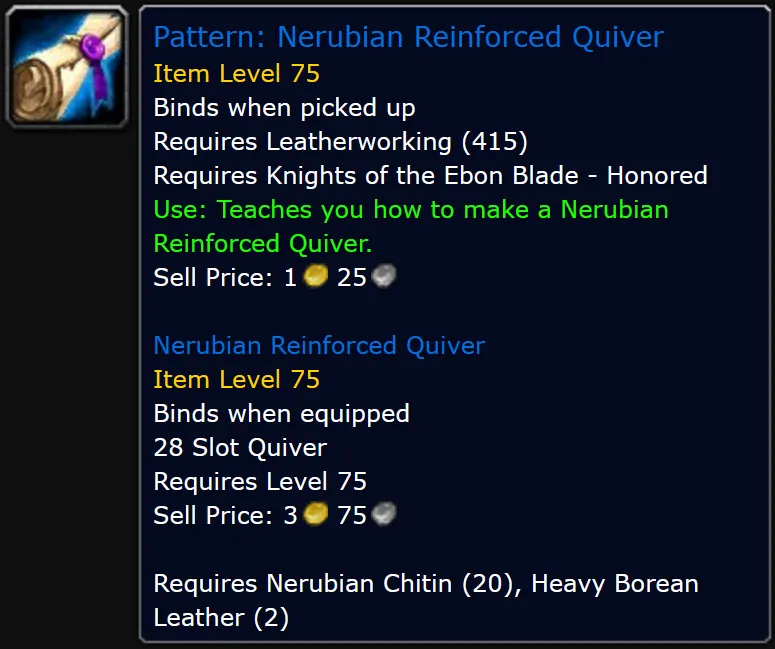 Pattern: Nerubian Reinforced Quiver
Item Level 75
Binds when picked up
Requires Leatherworking (415)
Requires Knights of the Ebon Blade - Honored
Use: Teaches you how to make a Nerubian
Reinforced Quiver.
Sell Price: 1 25
Nerubian Reinforced Quiver
Item Level 75
Binds when equipped
28 Slot Quiver
Requires Level 75
Sell Price: 3 75
Requires Nerubian Chitin (20), Heavy Borean
Leather (2)